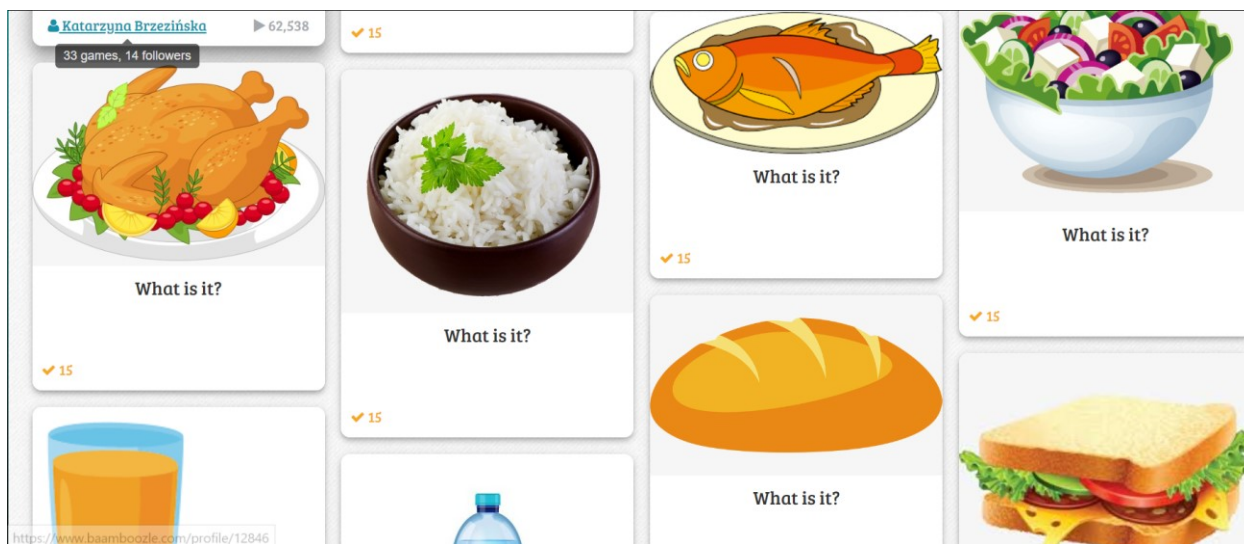 Katarzyna Brzezińska 62,538
33 games, 14 followers
What is it?
15
15
What is it?
15
What is it?
15
What is it?
What is it?
15
https://www.baamboozle.com/profile/12846